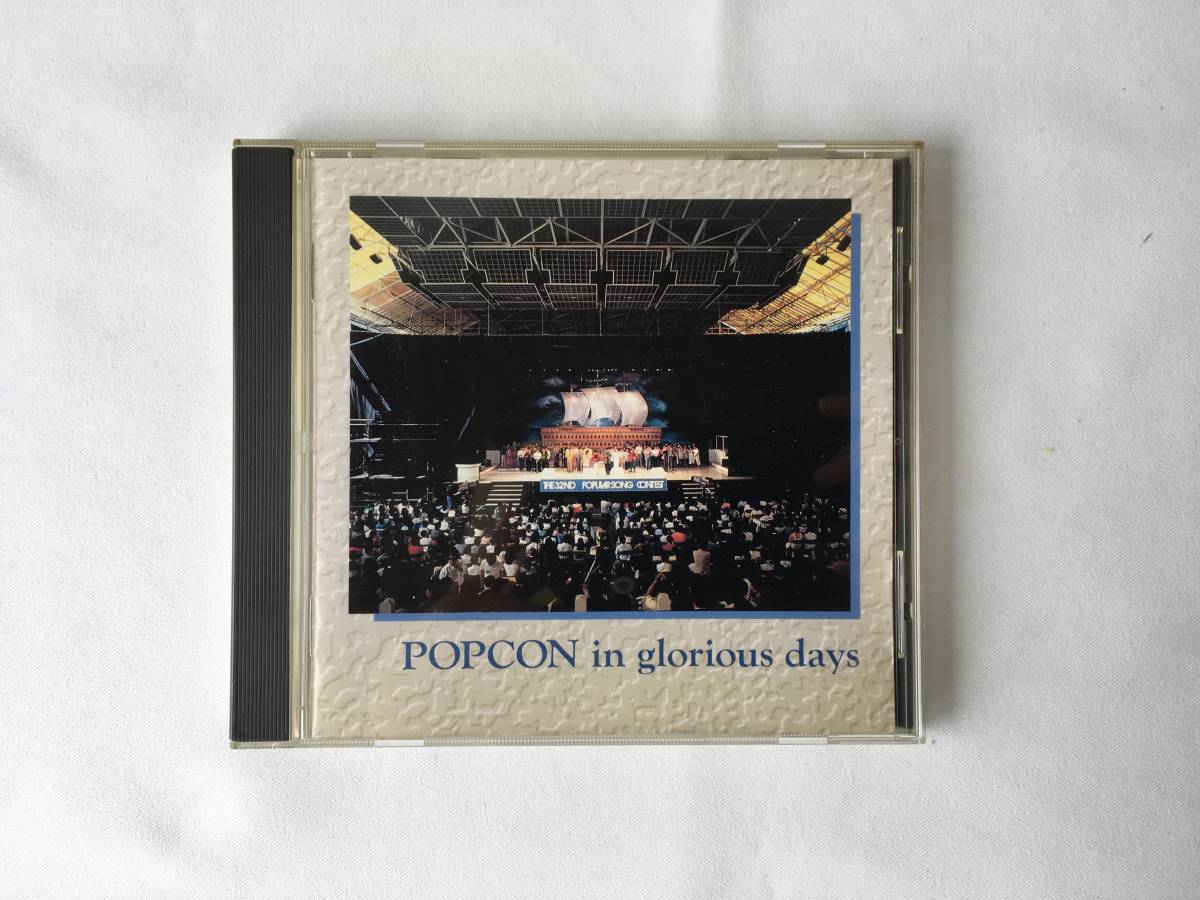 THE 32ND POPULAR SONG CONTEST
POPCON in glorious days